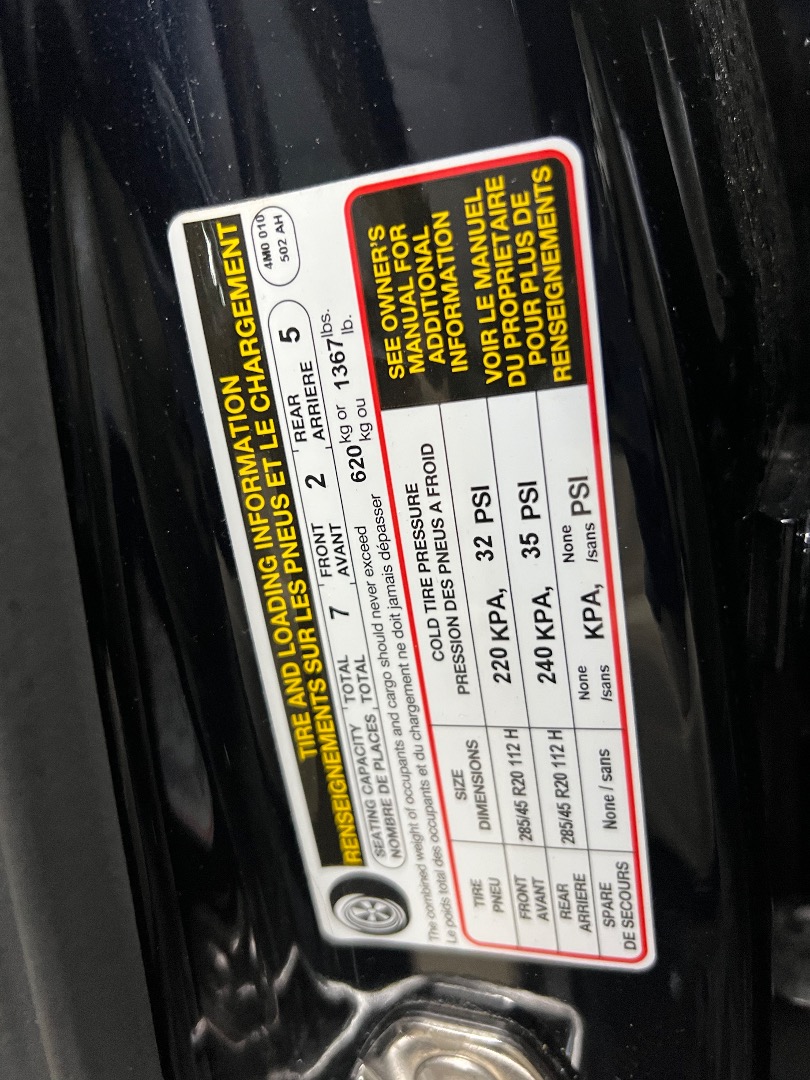 TIRE AND LOADING INFORMATION
RENSEIGNEMENTS SUR LES PNEUS ET LE CHARGEMENT
4M0 010
502 AH
SEATING CAPACITY TOTAL 7 FRONT 2 REAR 5
NOMBRE DE PLACES TOTAL AVANT ARRIERE
The combined weight of occupants and cargo should never exceed 620 kg or 1367 lbs.
Le poids total des occupants et du chargement ne doit jamais dépasser kg ou lb.
TIRE SIZE COLD TIRE PRESSURE
PNEU DIMENSIONS PRESSION DES PNEUS A FROID
FRONT 285/45 R20 112 H 220 KPA, 32 PSI
AVANT
REAR 285/45 R20 112 H 240 KPA, 35 PSI
ARRIERE
SPARE None / sans None /sans KPA, None /sans PSI
DE SECOURS
SEE OWNER'S
MANUAL FOR
ADDITIONAL
INFORMATION
VOIR LE MANUEL
DU PROPRIETAIRE
POUR PLUS DE
RENSEIGNEMENTS